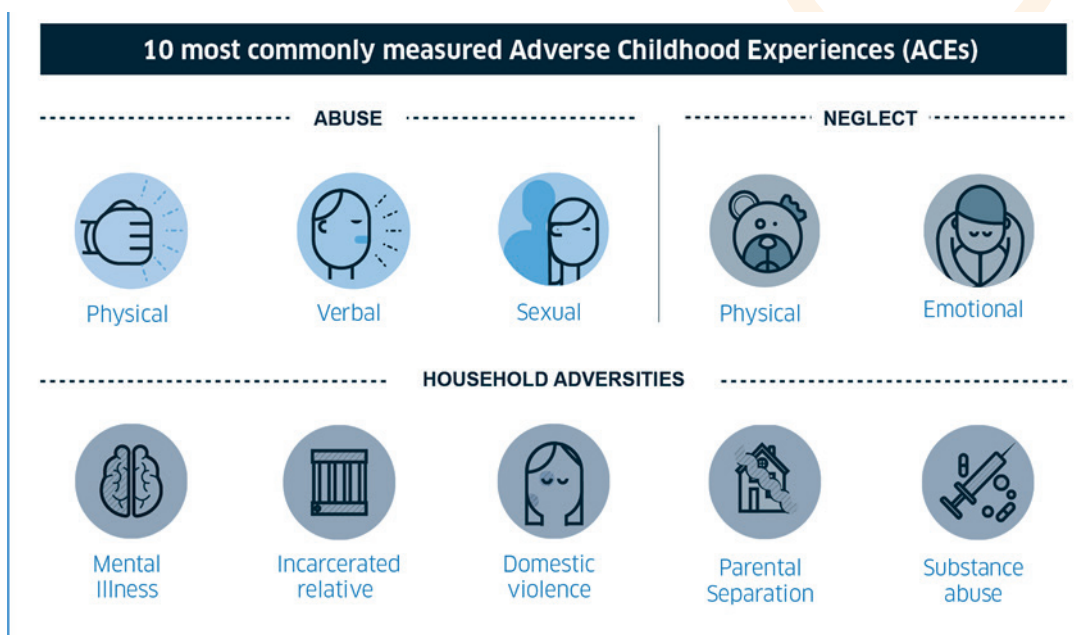 10 most commonly measured Adverse Childhood Experiences (ACEs)
ABUSE
NEGLECT
Physical
Verbal
Sexual
Physical
Emotional
HOUSEHOLD ADVERSITIES
Mental
Illness
Incarcerated
relative
Domestic
violence
Parental
Separation
Substance
abuse